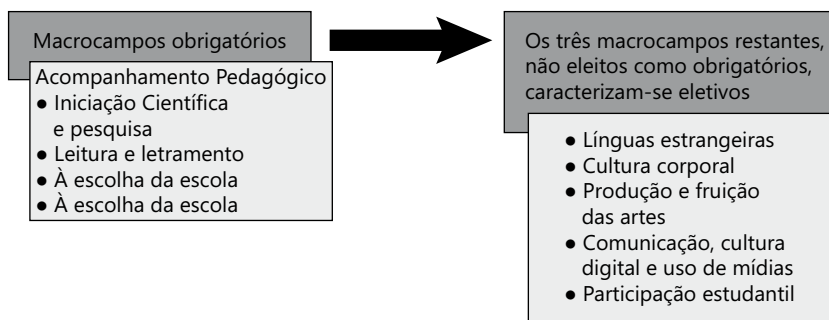 Macrocampos obrigatórios
Acompanhamento Pedagógico
● Iniciação Científica
e pesquisa
● Leitura e letramento
● À escolha da escola
● À escolha da escola
Os três macrocampos restantes,
não eleitos como obrigatórios,
caracterizam-se eletivos
● Línguas estrangeiras
● Cultura corporal
● Produção e fruição
das artes
● Comunicação, cultura
digital e uso de mídias
● Participação estudantil